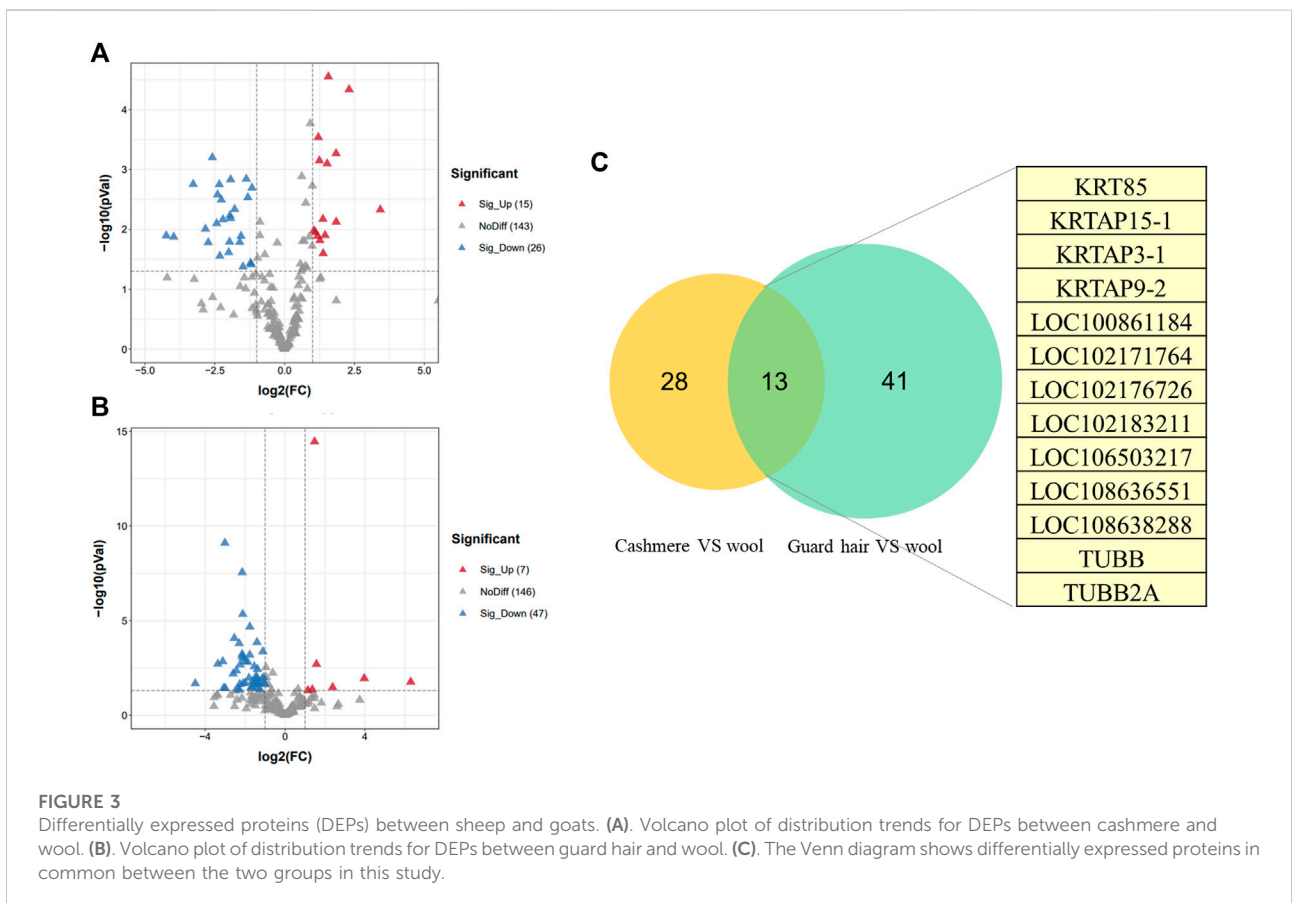 A
4
3
2
1
0
−log10(pVal)
−5.0
−2.5
0.0
2.5
5.0
log2(FC)
Significant
Sig_Up (15)
NoDiff (143)
Sig_Down (26)
B
15
10
5
0
−log10(pVal)
−4
0
4
log2(FC)
Significant
Sig_Up (7)
NoDiff (146)
Sig_Down (47)
C
28
13
41
Cashmere VS wool
Guard hair VS wool
KRT85
KRTAP15-1
KRTAP3-1
KRTAP9-2
LOC100861184
LOC102171764
LOC102176726
LOC102183211
LOC106503217
LOC108636551
LOC108638288
TUBB
TUBB2A
FIGURE 3
Differentially expressed proteins (DEPs) between sheep and goats. (A). Volcano plot of distribution trends for DEPs between cashmere and
wool. (B). Volcano plot of distribution trends for DEPs between guard hair and wool. (C). The Venn diagram shows differentially expressed proteins in
common between the two groups in this study.